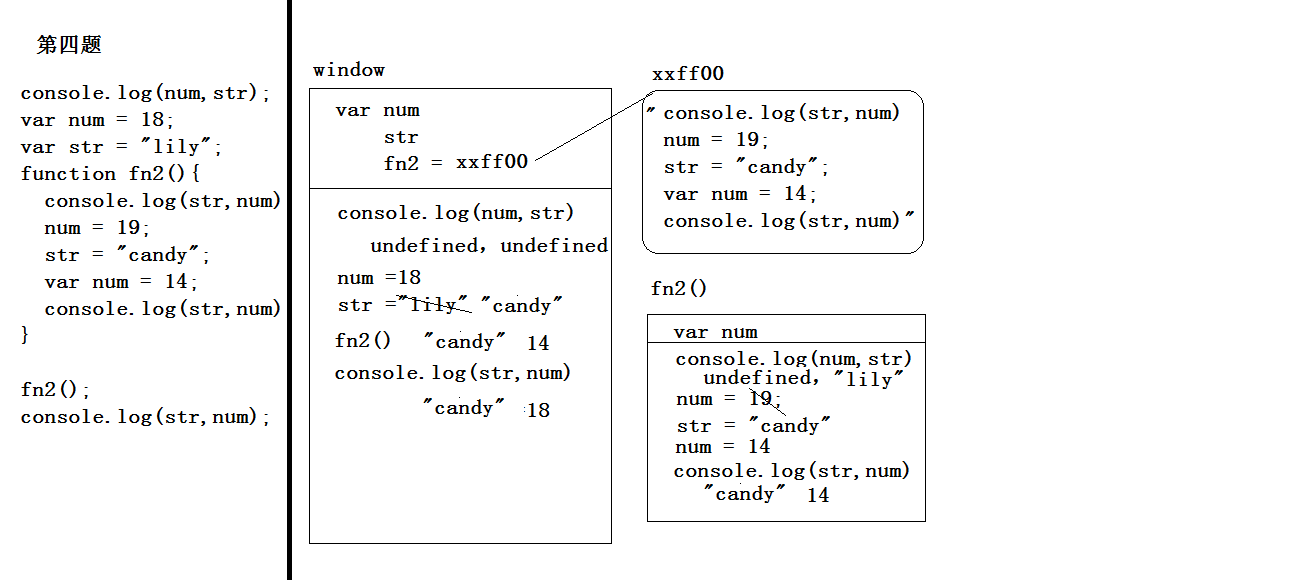 第四题
console.log(num,str);
var num = 18;
var str = "lily";
function fn2(){
console.log(str,num)
num = 19;
str = "candy";
var num = 14;
console.log(str,num)
}
fn2();
console.log(str,num);
window
var num
str
fn2 = xxff00
console.log(num,str)
undefined, undefined
num =18
str ="lily" "candy"
fn2() "candy" 14
console.log(str,num)
"candy" 18
xxff00
" console.log(str,num)
num = 19;
str = "candy";
var num = 14;
console.log(str,num)"
fn2()
var num
console.log(num,str)
undefined, "lily"
num = 19;
str = "candy"
num = 14
console.log(str,num)
"candy" 14